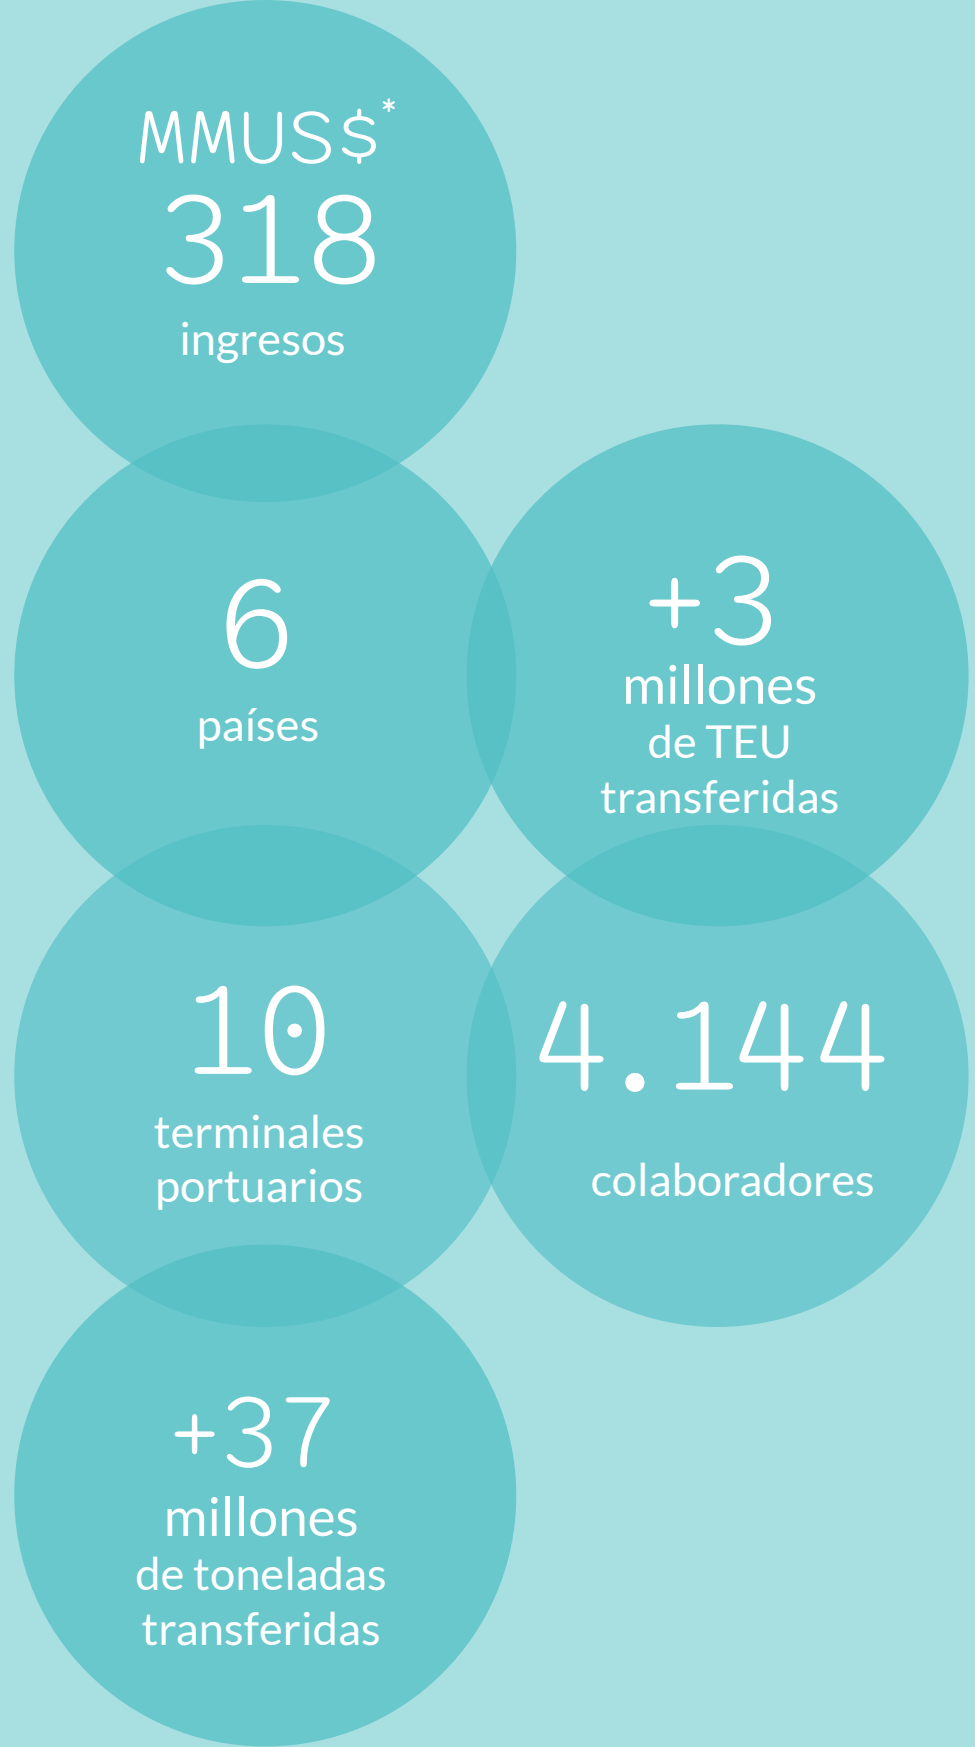 MMUS$*
318
ingresos
6
países
+3
millones
de TEU
transferidas
10
terminales
portuarios
4.144
colaboradores
+37
millones
de toneladas
transferidas